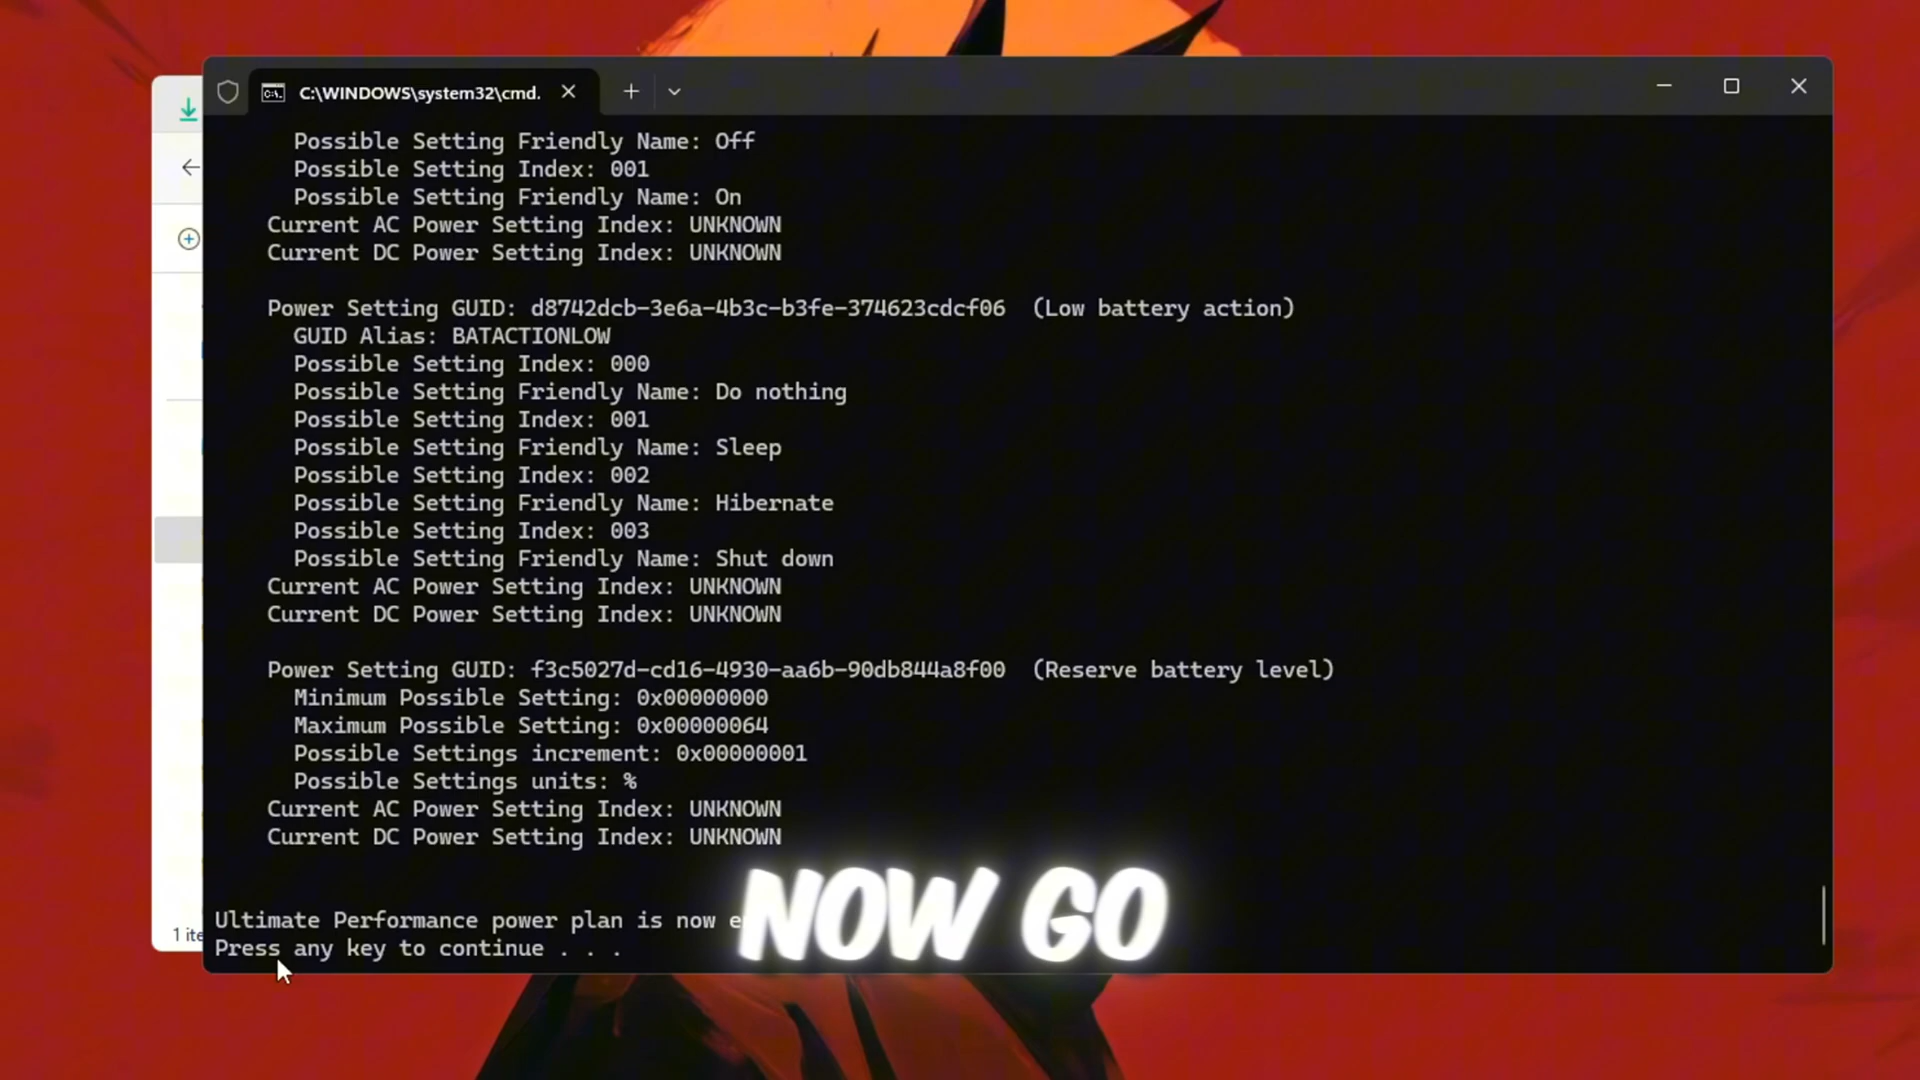 C:\WINDOWS\system32\cmd.
Possible Setting Friendly Name: Off
Possible Setting Index: 001
Possible Setting Friendly Name: On
Current AC Power Setting Index: UNKNOWN
Current DC Power Setting Index: UNKNOWN
Power Setting GUID: d8742dcb-3e6a-4b3c-b3fe-374623cdcf06 (Low battery action)
GUID Alias: BATACTIONLOW
Possible Setting Index: 000
Possible Setting Friendly Name: Do nothing
Possible Setting Index: 001
Possible Setting Friendly Name: Sleep
Possible Setting Index: 002
Possible Setting Friendly Name: Hibernate
Possible Setting Index: 003
Possible Setting Friendly Name: Shut down
Current AC Power Setting Index: UNKNOWN
Current DC Power Setting Index: UNKNOWN
Power Setting GUID: f3c5027d-cd16-4930-aa6b-90db844a8f00 (Reserve battery level)
Minimum Possible Setting: 0x00000000
Maximum Possible Setting: 0x00000064
Possible Settings increment: 0x00000001
Possible Settings units: %
Current AC Power Setting Index: UNKNOWN
Current DC Power Setting Index: UNKNOWN
Ultimate Performance power plan is now
Press any key to continue . . .
NOW GO
1